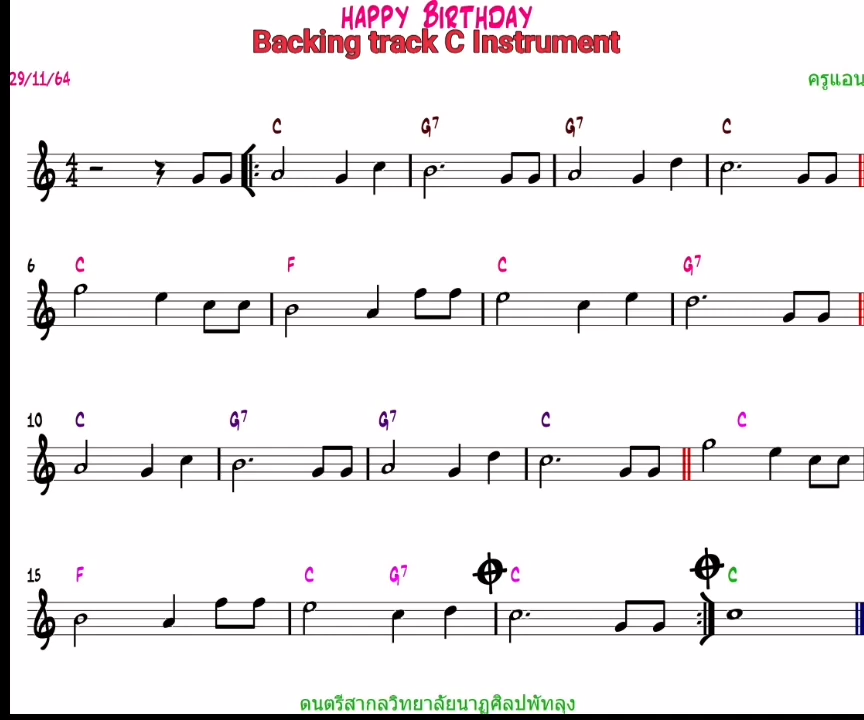 HAPPY BIRTHDAY
Backing track C Instrument
29/11/64 ครูแอน
C G7 G7 C
4
4
6 C F C G7
10 C G7 G7 C C
15 F C G7 C C
ดนตรีสากลวิทยาลัยนาฏศิลปพัทลุง